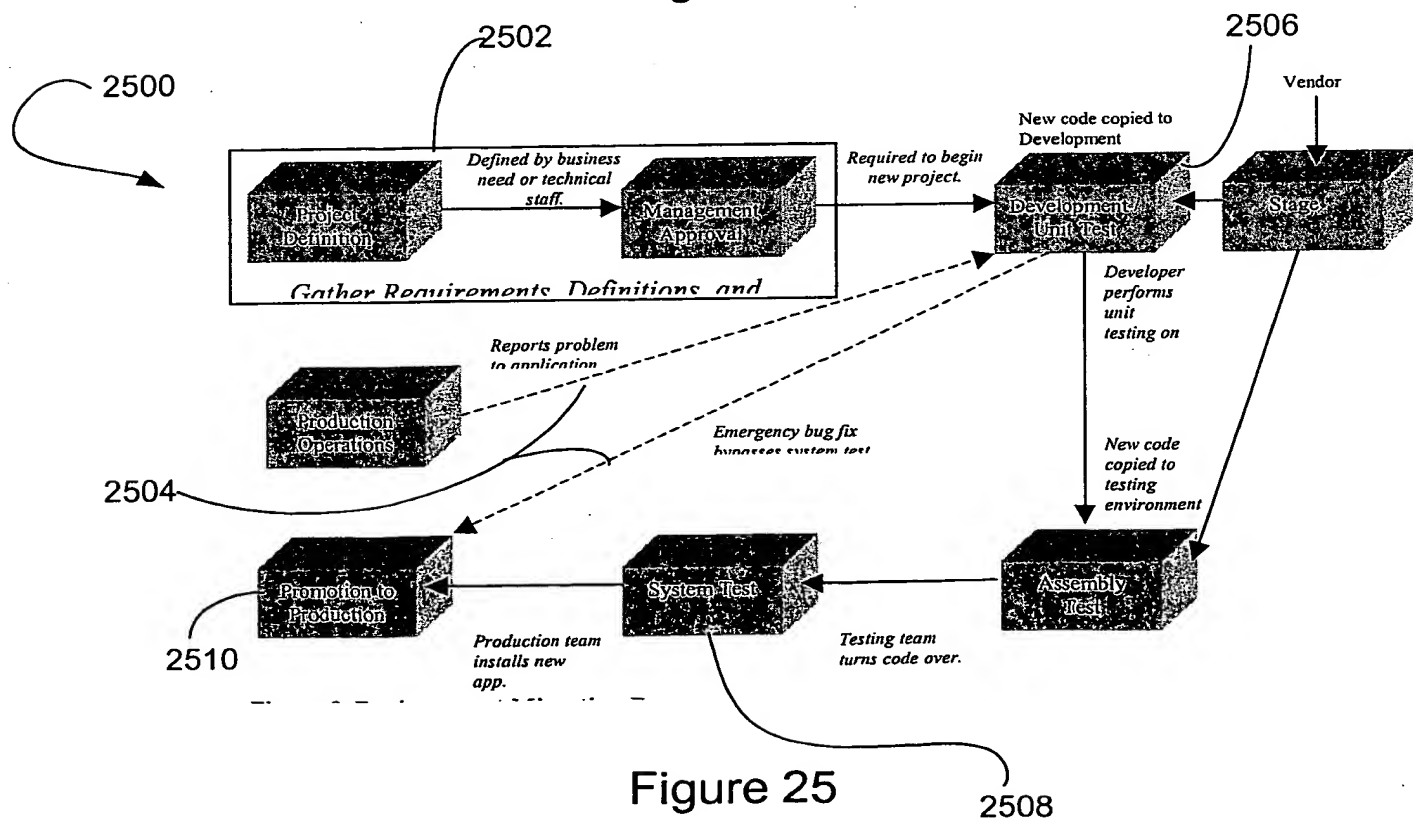 2502
2506
2500
Vendor
New code copied to
Development
Defined by business
need or technical
staff.
Required to begin
new project.
Project
Definition
Management
Approval
Development/
Unit Test
Stage
Gather Requirements, Definitions, and
Developer
performs
unit
testing on
Reports problem
to application
Production
Operations
Emergency bug fix
bypasses system test
New code
copied to
testing
environment
2504
Promotion to
Production
System Test
Assembly
Test
2510
Production team
installs new
app.
Testing team
turns code over.
Figure 25
2508